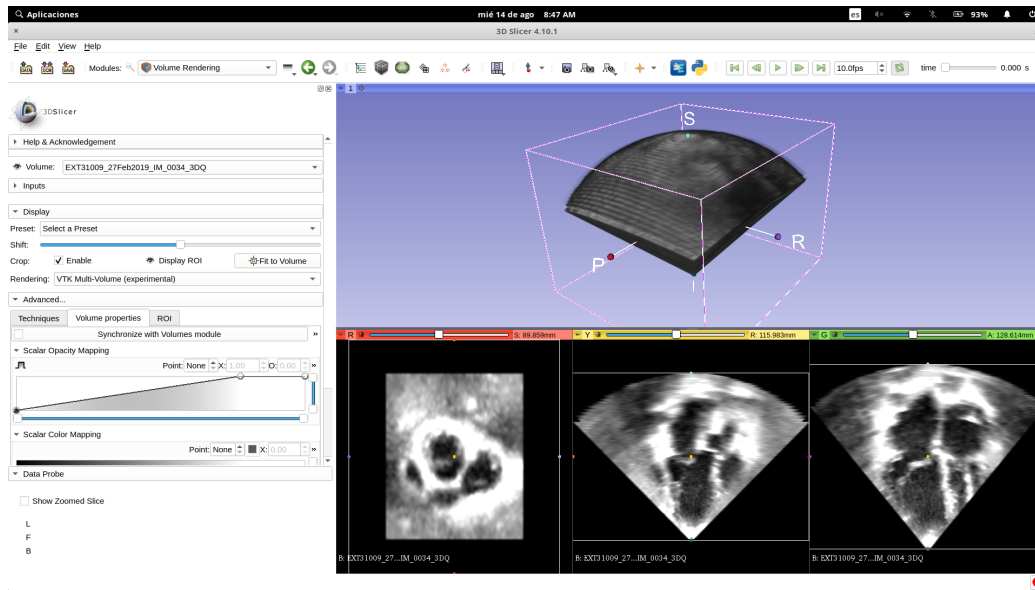 Aplicaciones mié 14 de ago 8:47 AM es 93%
3D Slicer 4.10.1
File Edit View Help
DATA DCM SAVE Modules: Volume Rendering 10.0fps time 0.000 s
1
3DSlicer
Help & Acknowledgement
Volume: EXT31009_27Feb2019_IM_0034_3DQ
Inputs
Display
Preset: Select a Preset
Shift:
Crop: Enable Display ROI Fit to Volume
Rendering: VTK Multi-Volume (experimental)
Advanced...
Techniques Volume properties ROI
Synchronize with Volumes module »
Scalar Opacity Mapping
Point: None X: 1.00 O: 0.00 »
Scalar Color Mapping
Point: None X: 0.00 »
Data Probe
Show Zoomed Slice
L
F
B
S
R
P
I
R S: 89.859mm
Y R: 115.983mm
G A: 128.614mm
B: EXT31009_27...IM_0034_3DQ
B: EXT31009_27...IM_0034_3DQ
B: EXT31009_27...IM_0034_3DQ